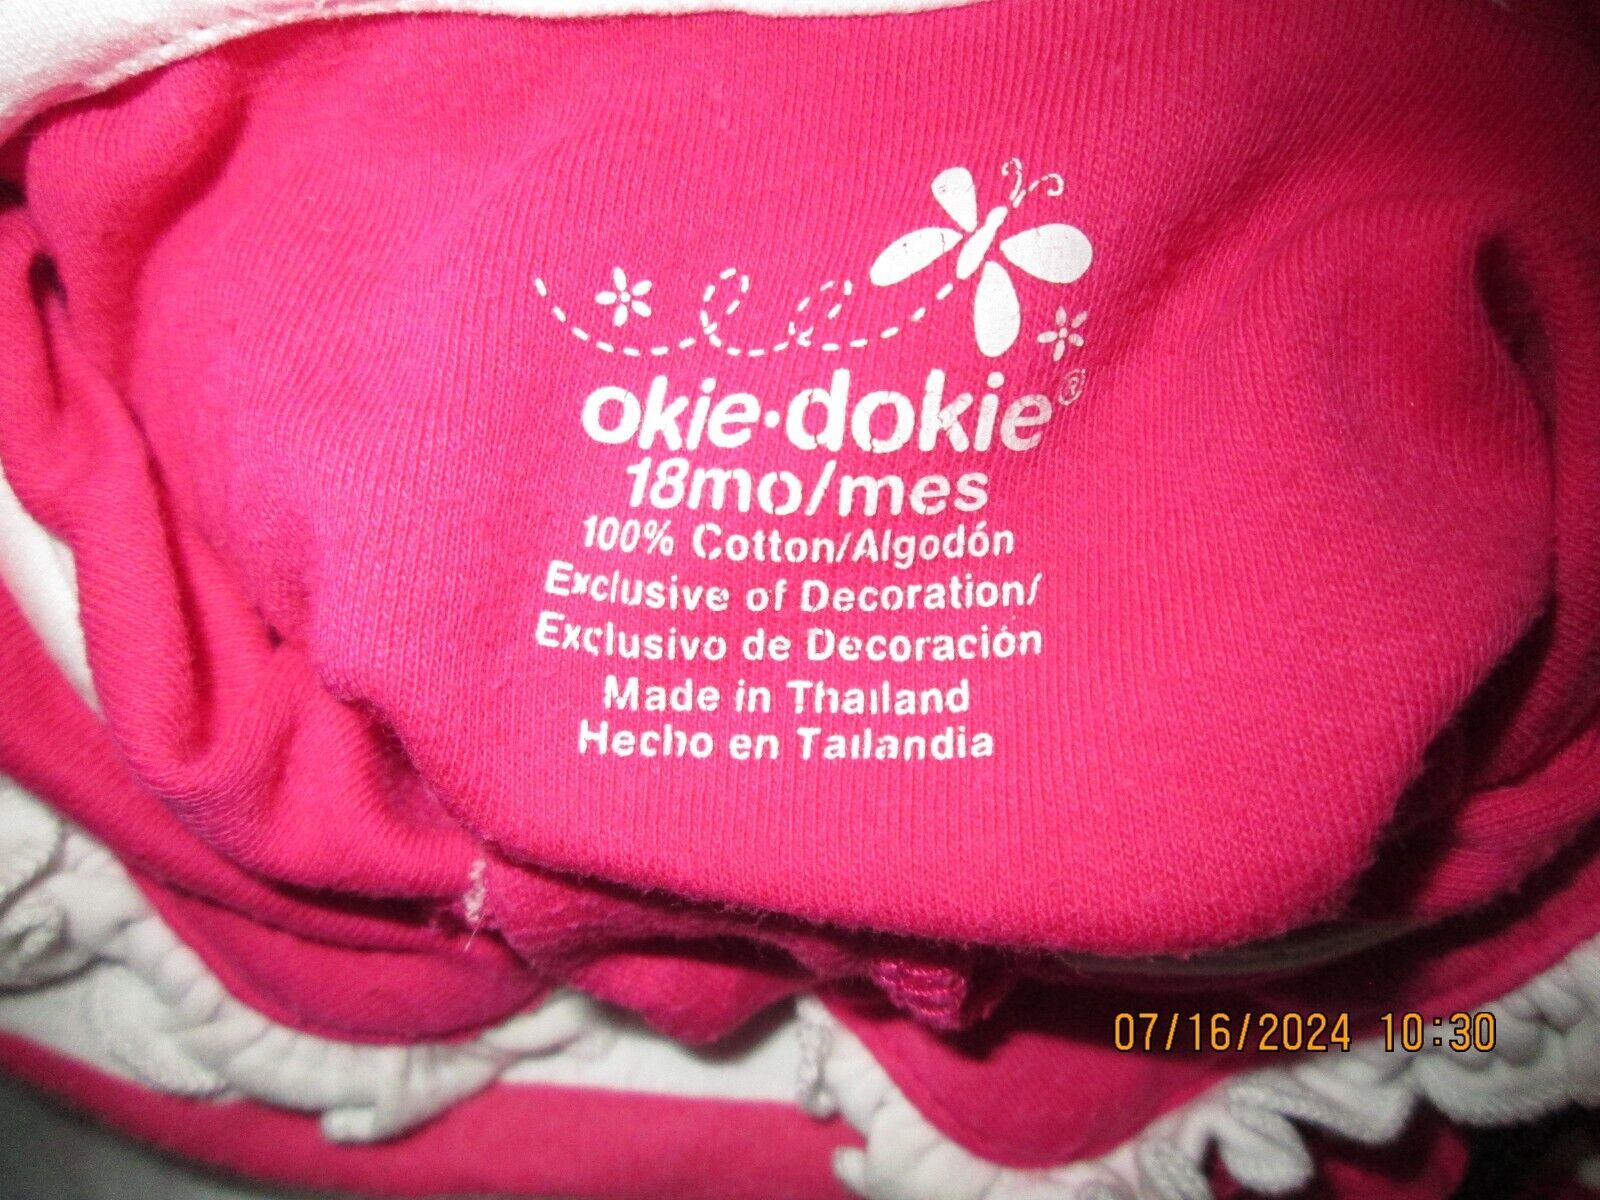 okie·dokie®
18mo/mes
100% Cotton/Algodón
Exclusive of Decoration/
Exclusivo de Decoración
Made in Thailand
Hecho en Tailandia
07/16/2024 10:30